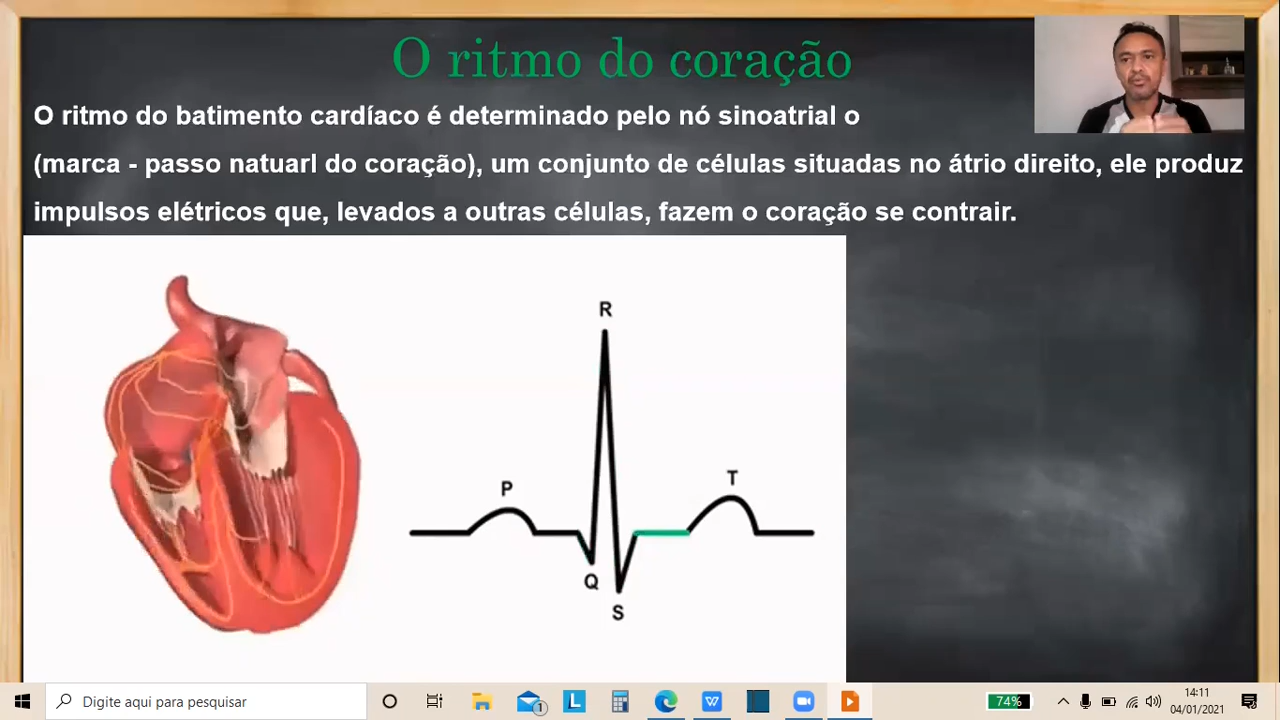 O ritmo do coração
O ritmo do batimento cardíaco é determinado pelo nó sinoatrial o
(marca - passo natuarl do coração), um conjunto de células situadas no átrio direito, ele produz
impulsos elétricos que, levados a outras células, fazem o coração se contrair.
R
P
T
Q
S
Digite aqui para pesquisar
1
L
W
74%
14:11
04/01/2021